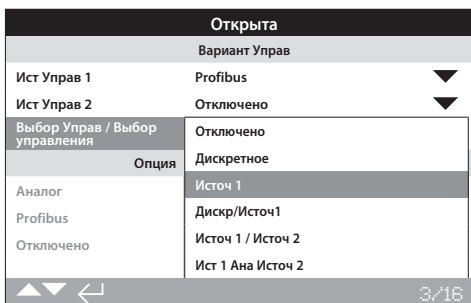 Открыта
Вариант Управ
Ист Управ 1 Profibus
Ист Управ 2 Отключено
Выбор Управ / Выбор
управления
Отключено
Опция Дискретное
Аналог Источ 1
Profibus Дискр/Источ1
Отключено Источ 1 / Источ 2
Ист 1 Ана Источ 2
3/16